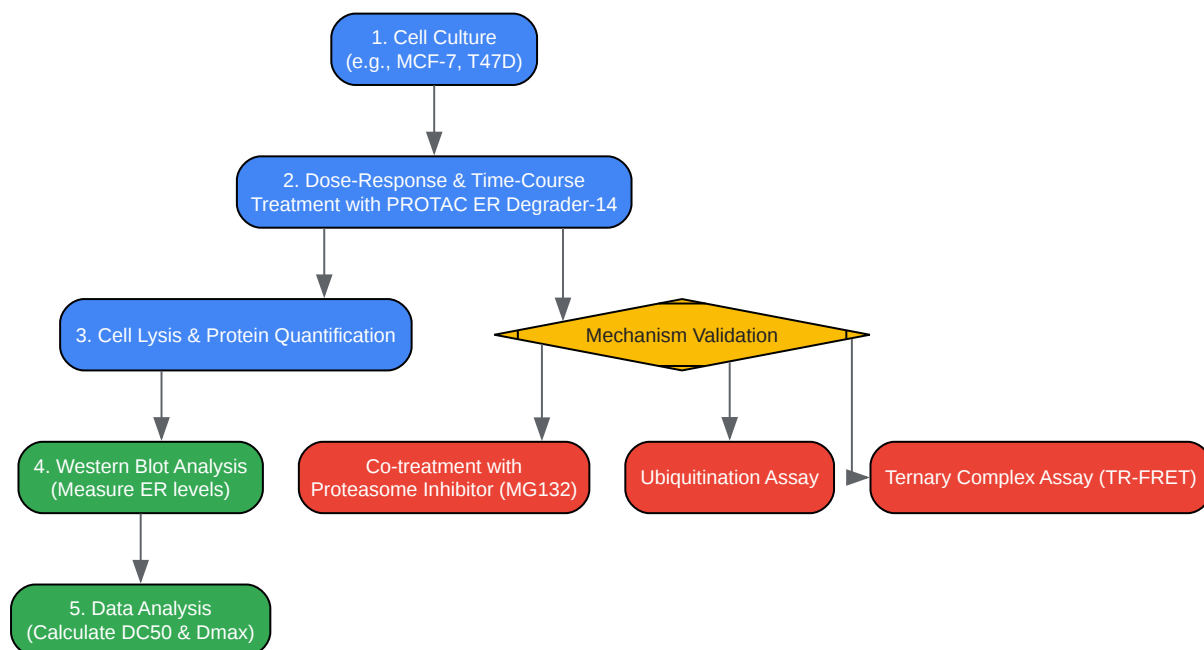 1. Cell Culture
(e.g., MCF-7, T47D)
2. Dose-Response & Time-Course
Treatment with PROTAC ER Degrader-14
3. Cell Lysis & Protein Quantification
Mechanism Validation
4. Western Blot Analysis
(Measure ER levels)
Co-treatment with
Proteasome Inhibitor (MG132)
Ubiquitination Assay
Ternary Complex Assay (TR-FRET)
5. Data Analysis
(Calculate DC50 & Dmax)